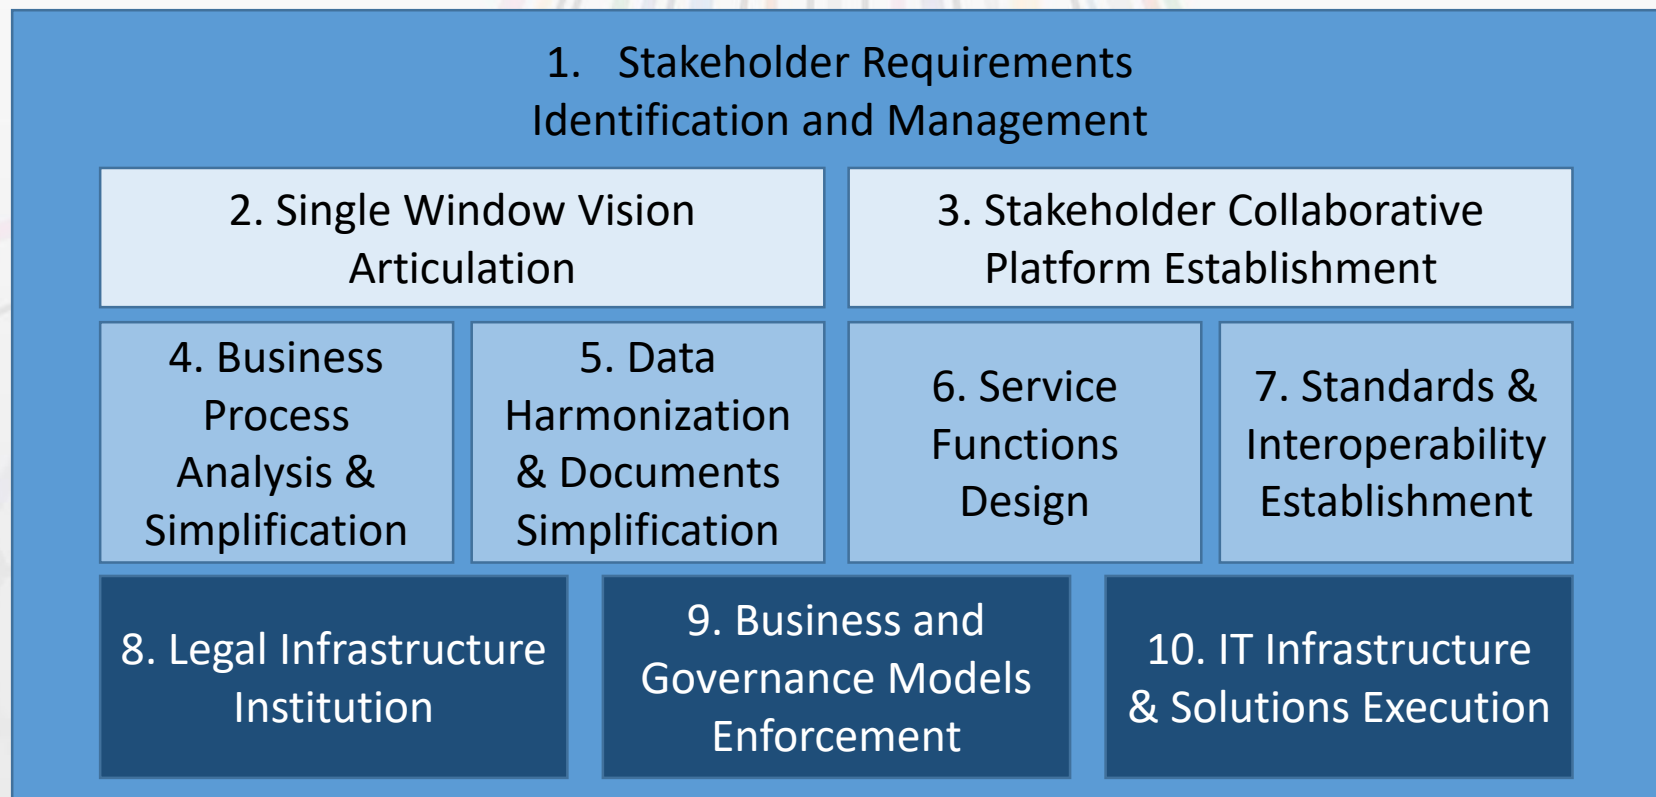 1. Stakeholder Requirements
Identification and Management
2. Single Window Vision
Articulation
3. Stakeholder Collaborative
Platform Establishment
4. Business
Process
Analysis &
Simplification
5. Data
Harmonization
& Documents
Simplification
6. Service
Functions
Design
7. Standards &
Interoperability
Establishment
8. Legal Infrastructure
Institution
9. Business and
Governance Models
Enforcement
10. IT Infrastructure
& Solutions Execution